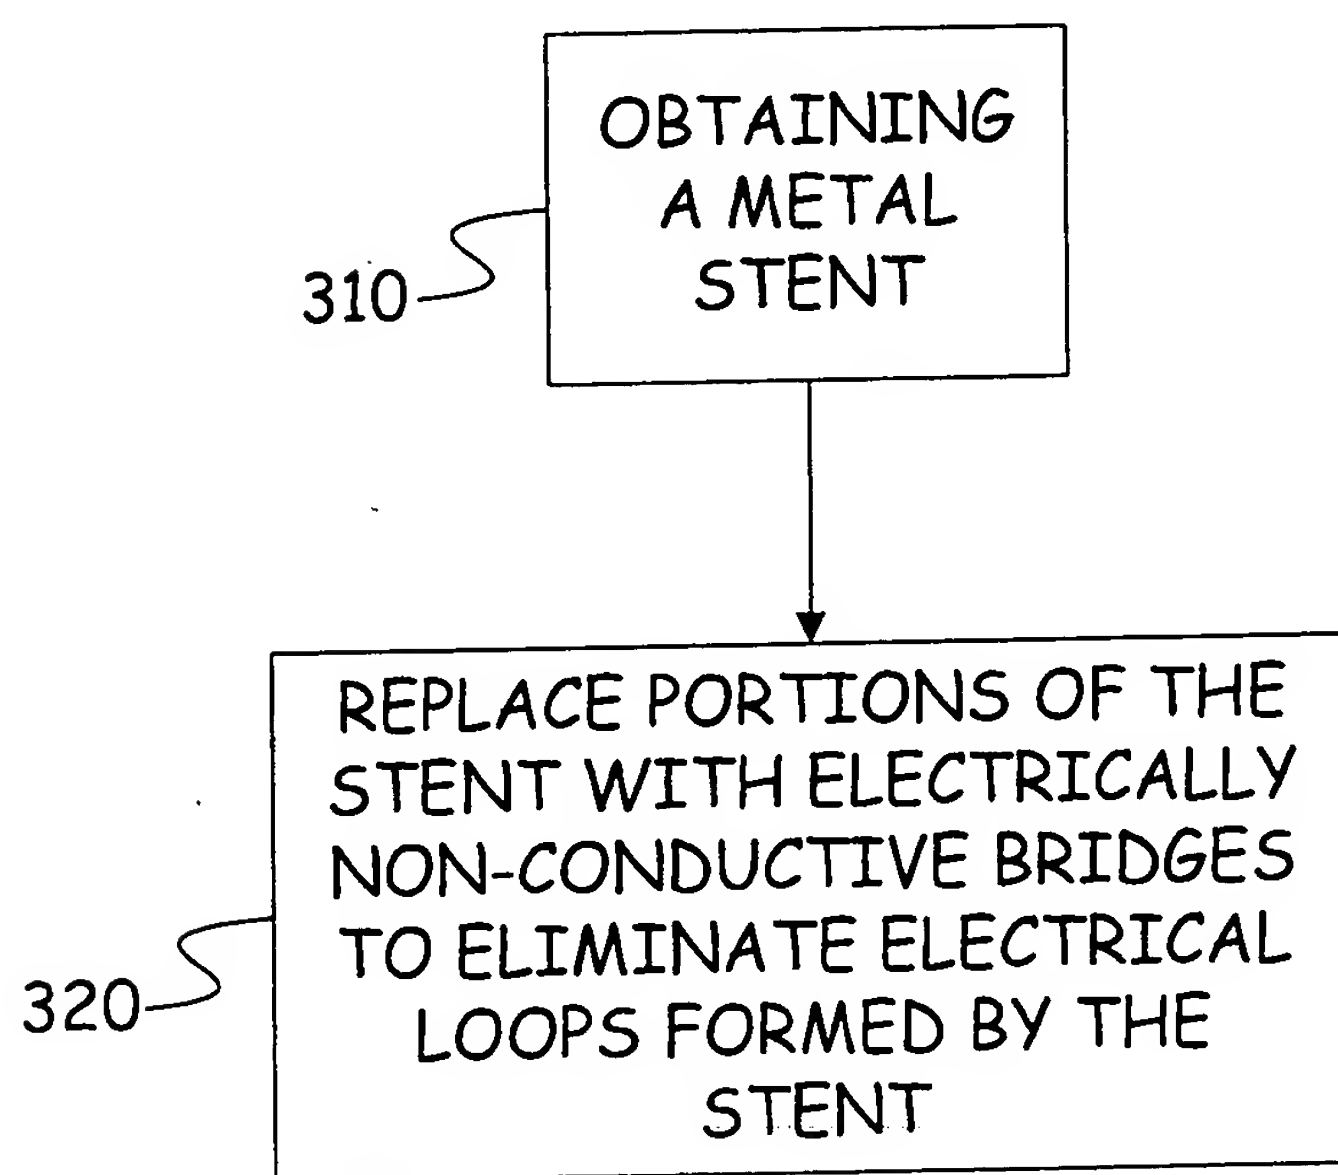 OBTAINING
A METAL
STENT
310
REPLACE PORTIONS OF THE
STENT WITH ELECTRICALLY
NON-CONDUCTIVE BRIDGES
TO ELIMINATE ELECTRICAL
LOOPS FORMED BY THE
STENT
320